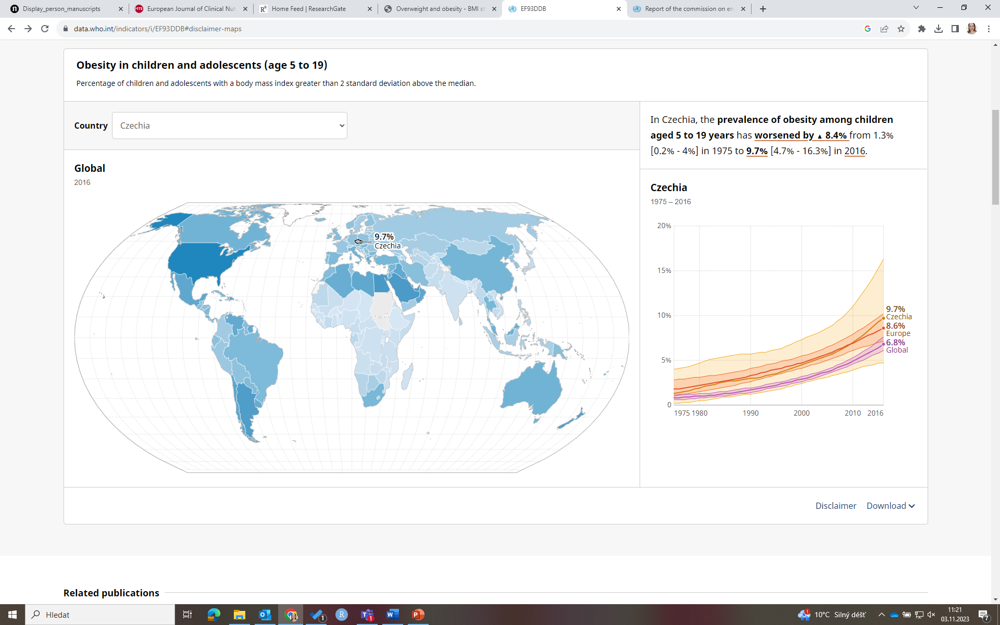 Display_person_manuscripts
MTS
European Journal of Clinical Nut
R
G
Home Feed | ResearchGate
Overweight and obesity - BMI st
EF93DDB
Report of the commission on en
data.who.int/indicators/i/EF93DDB#disclaimer-maps
Obesity in children and adolescents (age 5 to 19)
Percentage of children and adolescents with a body mass index greater than 2 standard deviation above the median.
Country
Czechia
In Czechia, the prevalence of obesity among children
aged 5 to 19 years has worsened by ▲ 8.4% from 1.3%
[0.2% - 4%] in 1975 to 9.7% [4.7% - 16.3%] in 2016.
Global
2016
9.7%
Czechia
Czechia
1975 – 2016
20%
15%
10%
5%
0
9.7%
Czechia
8.6%
Europe
6.8%
Global
1975 1980 1990 2000 2010 2016
Disclaimer Download
Related publications
Hledat
1
R
1
10°C Silný déšť
11:21
03.11.2023
7